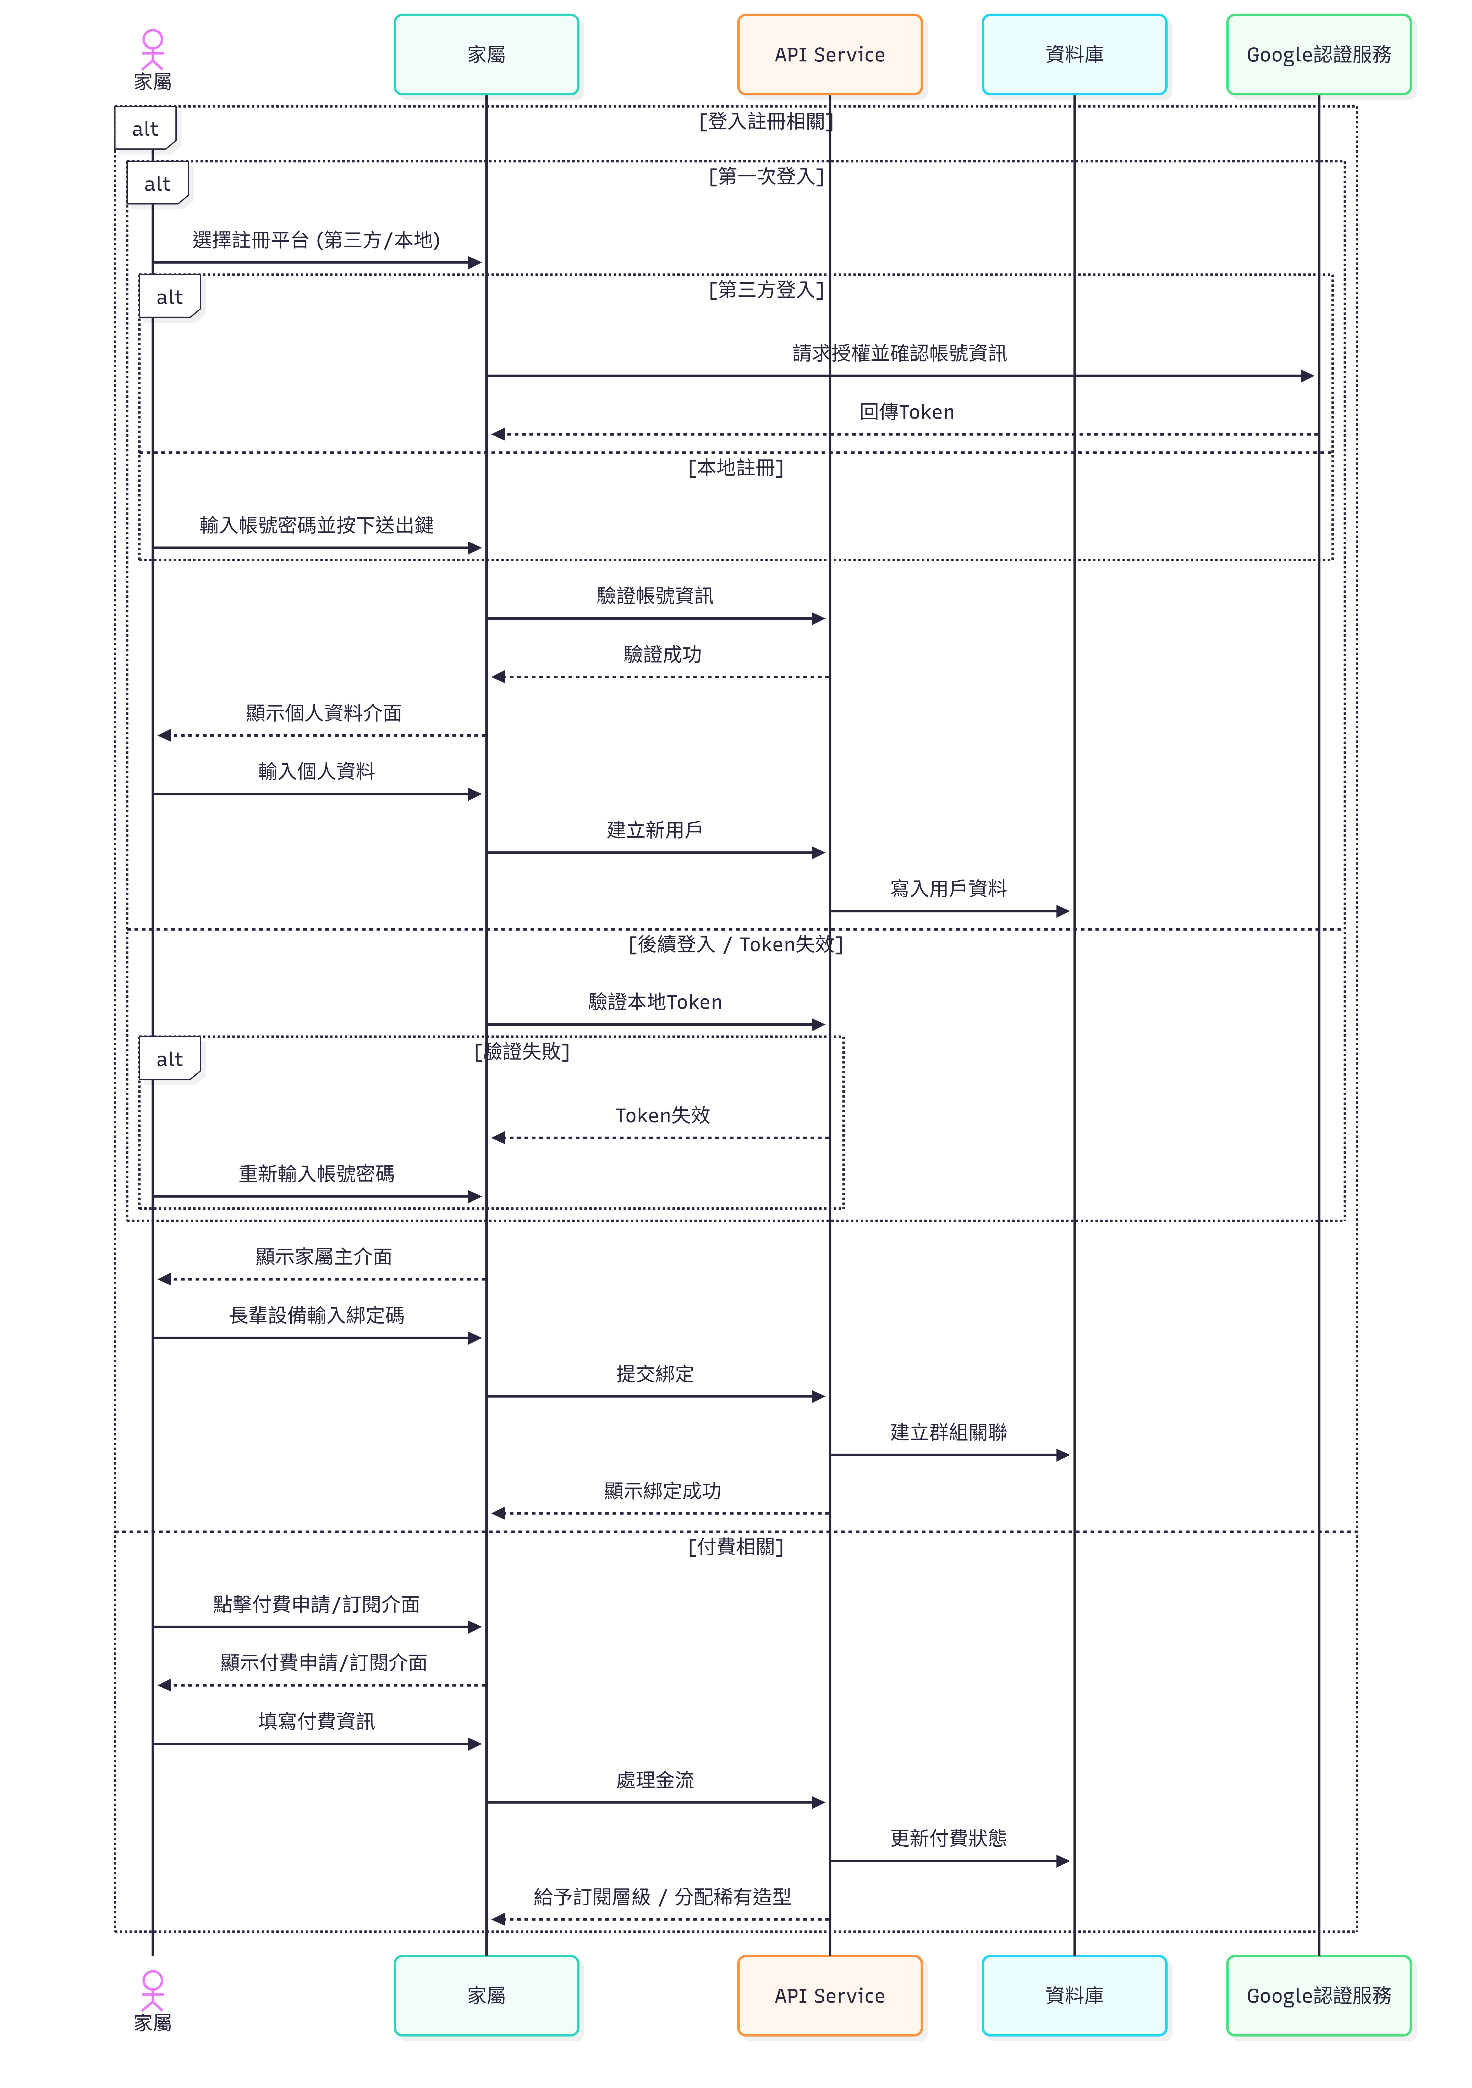 家屬
家屬
API Service
資料庫
Google認證服務
alt
[登入註冊相關]
alt
[第一次登入]
選擇註冊平台 (第三方/本地)
alt
[第三方登入]
請求授權並確認帳號資訊
回傳Token
[本地註冊]
輸入帳號密碼並按下送出鍵
驗證帳號資訊
驗證成功
顯示個人資料介面
輸入個人資料
建立新用戶
寫入用戶資料
[後續登入 / Token失效]
驗證本地Token
alt
[驗證失敗]
Token失效
重新輸入帳號密碼
顯示家屬主介面
長輩設備輸入綁定碼
提交綁定
建立群組關聯
顯示綁定成功
[付費相關]
點擊付費申請/訂閱介面
顯示付費申請/訂閱介面
填寫付費資訊
處理金流
更新付費狀態
給予訂閱層級 / 分配稀有造型
家屬
家屬
API Service
資料庫
Google認證服務